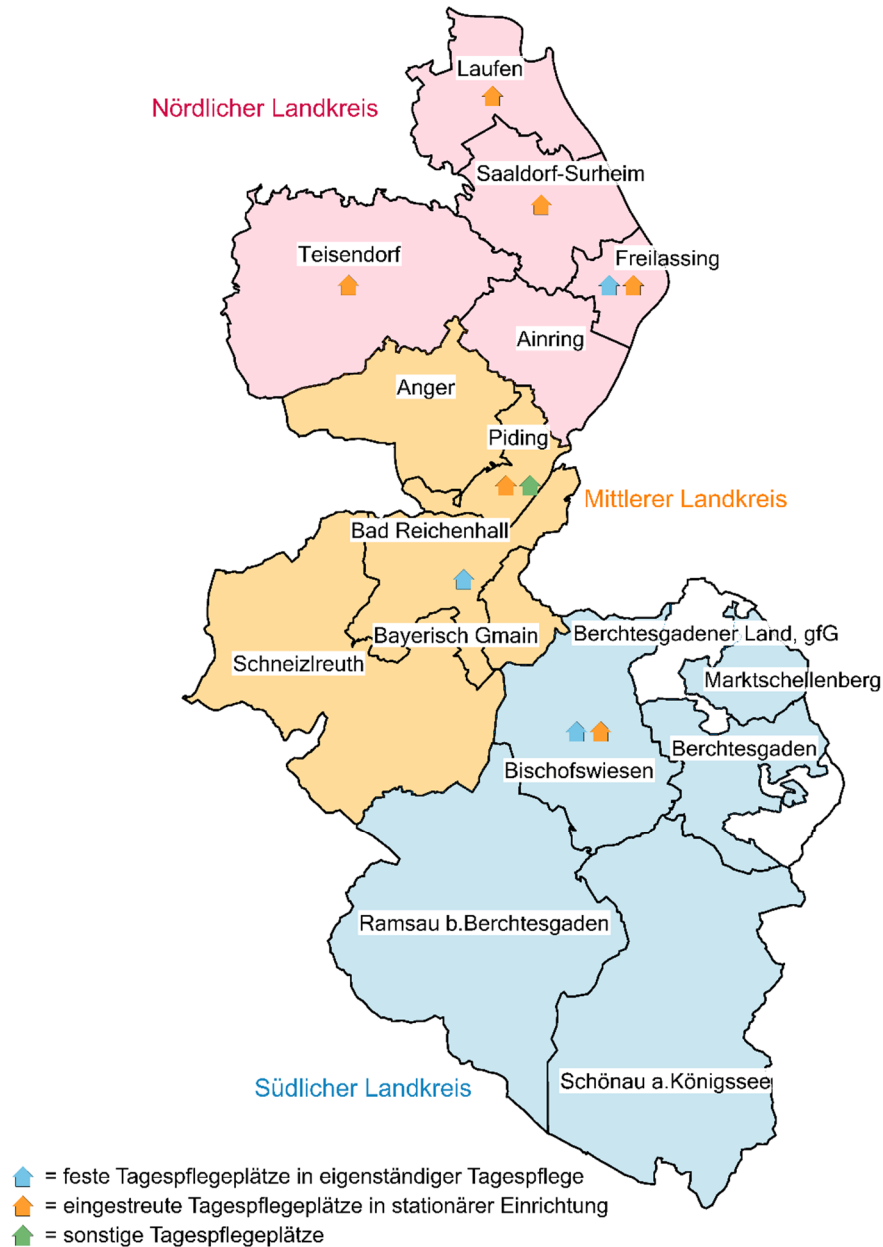 Laufen
Nördlicher Landkreis
Saaldorf-Surheim
Teisendorf
Freilassing
Ainring
Anger
Piding
Mittlerer Landkreis
Bad Reichenhall
Bayerisch Gmain
Berchtesgadener Land, gfG
Schneizlreuth
Marktschellenberg
Berchtesgaden
Bischofswiesen
Ramsau b.Berchtesgaden
Schönau a.Königssee
Südlicher Landkreis
= feste Tagespflegeplätze in eigenständiger Tagespflege
= eingestreute Tagespflegeplätze in stationärer Einrichtung
= sonstige Tagespflegeplätze